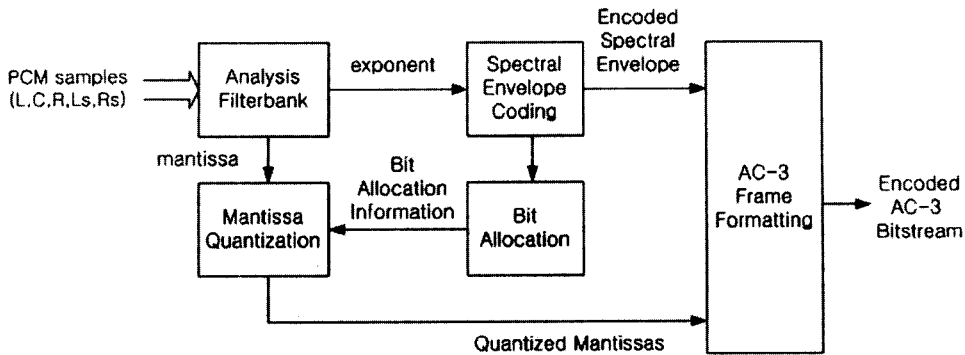 PCM samples
(L,C,R,Ls,Rs)
Analysis
Filterbank
exponent
Spectral
Envelope
Coding
Encoded
Spectral
Envelope
mantissa
Mantissa
Quantization
Bit
Allocation
Information
Bit
Allocation
AC-3
Frame
Formatting
Encoded
AC-3
Bitstream
Quantized Mantissas